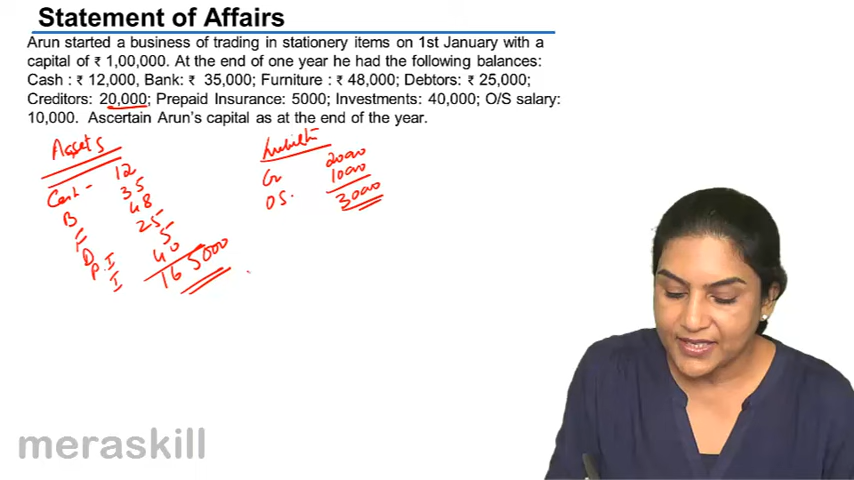 Statement of Affairs
Arun started a business of trading in stationery items on 1st January with a
capital of ₹ 1,00,000. At the end of one year he had the following balances:
Cash : ₹ 12,000, Bank: ₹ 35,000; Furniture : ₹ 48,000; Debtors: ₹ 25,000;
Creditors: 20,000; Prepaid Insurance: 5000; Investments: 40,000; O/S salary:
10,000. Ascertain Arun's capital as at the end of the year.
Assets
Cash - 12
B 35
F 48
D 25
P. I 5
I 40
165000
Cr 20000
OS. 10000
30000
meraskill